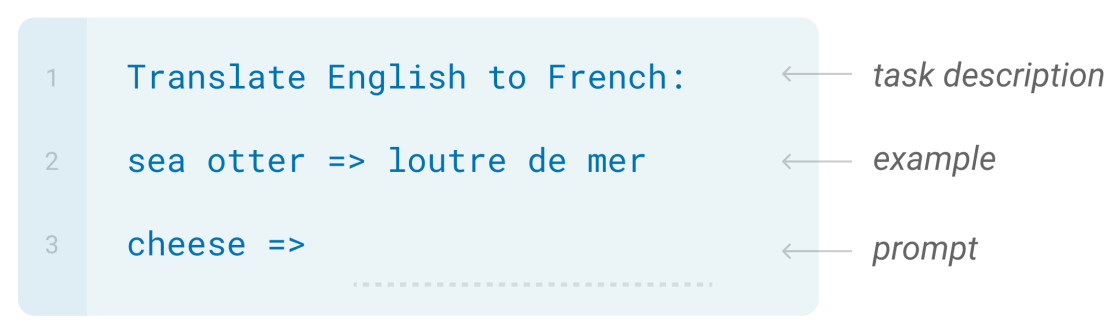 1 Translate English to French: task description
2 sea otter => loutre de mer example
3 cheese => prompt